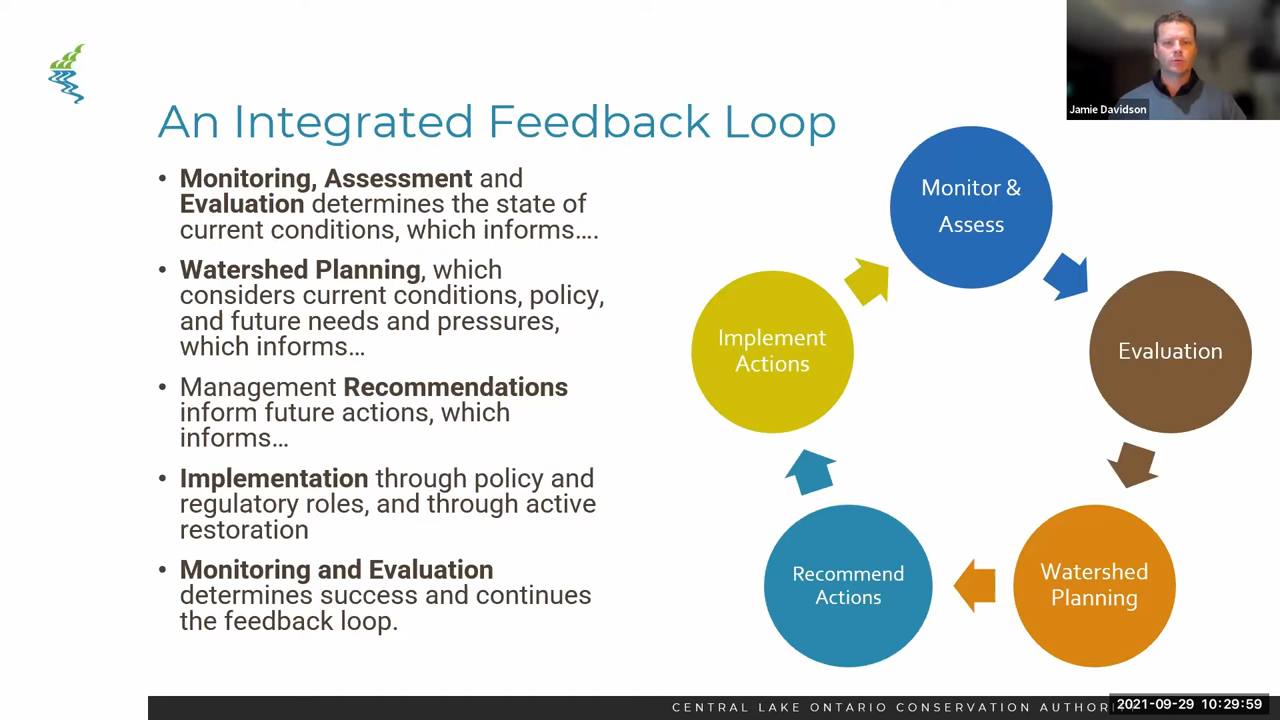 Jamie Davidson
An Integrated Feedback Loop
• Monitoring, Assessment and
Evaluation determines the state of
current conditions, which informs….
• Watershed Planning, which
considers current conditions, policy,
and future needs and pressures,
which informs…
• Management Recommendations
inform future actions, which
informs…
• Implementation through policy and
regulatory roles, and through active
restoration
• Monitoring and Evaluation
determines success and continues
the feedback loop.
Monitor &
Assess
Evaluation
Watershed
Planning
Recommend
Actions
Implement
Actions
CENTRAL LAKE ONTARIO CONSERVATION
2021-09-29 10:29:59